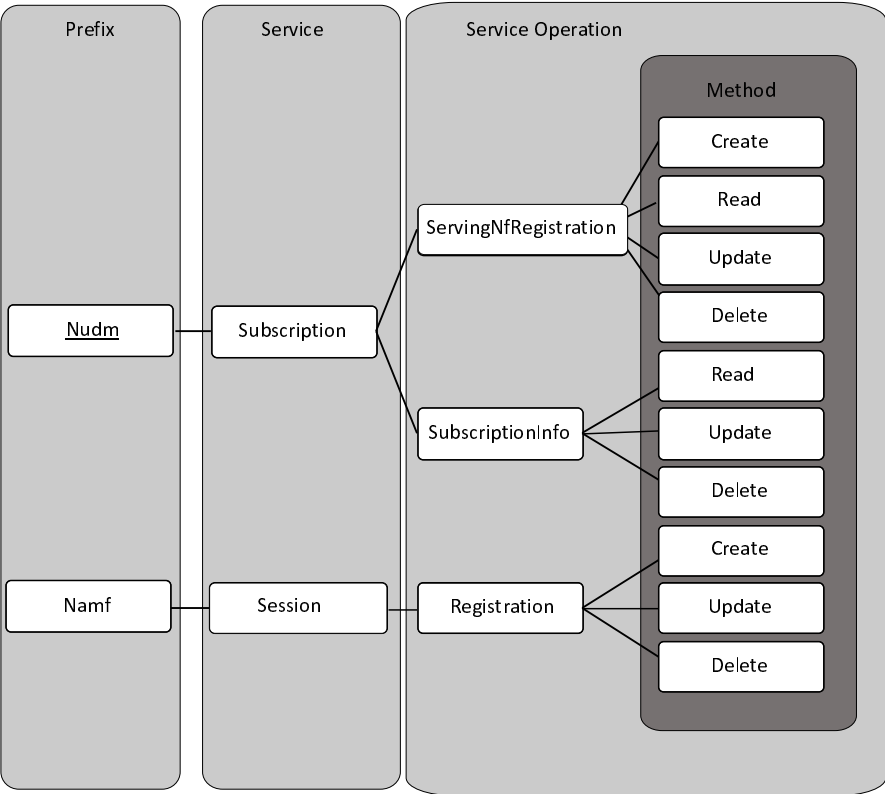 Prefix
Service
Service Operation
Method
Create
Read
ServingNfRegistration
Update
Delete
Nudm
Subscription
Read
SubscriptionInfo
Update
Delete
Create
Namf
Session
Registration
Update
Delete